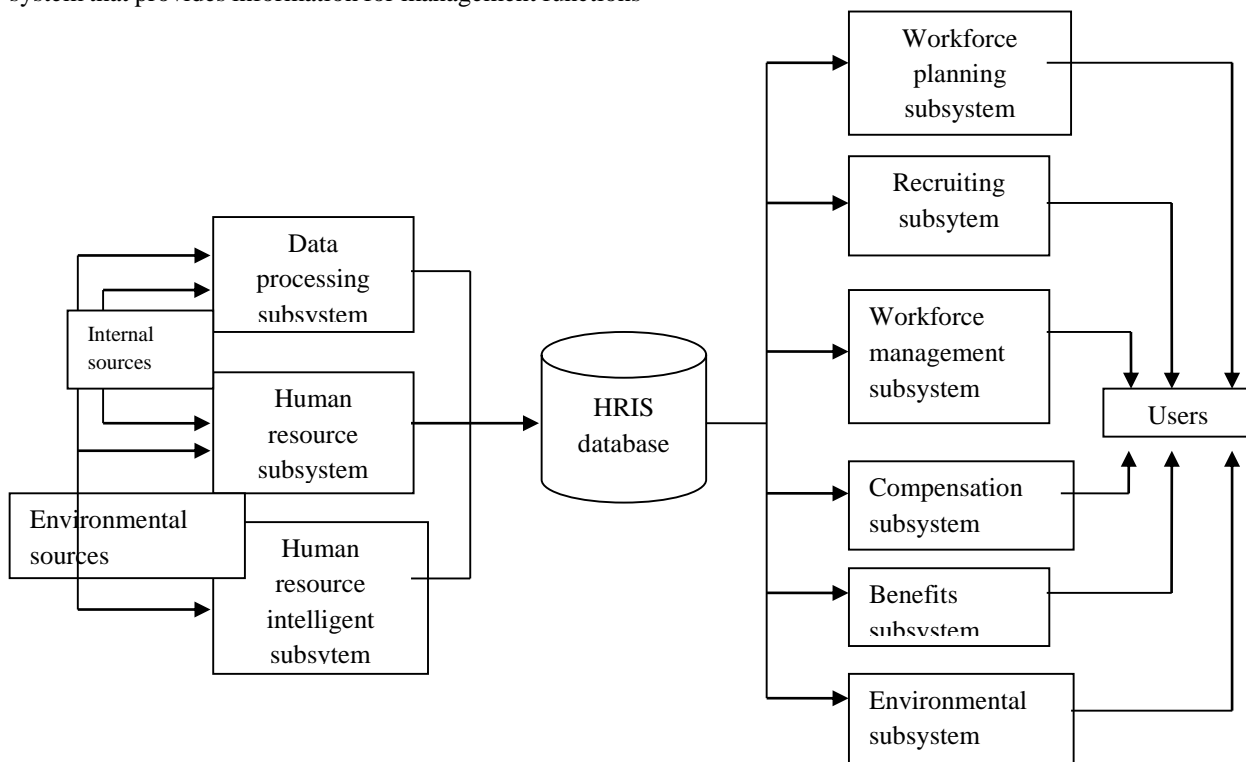 system that provides information for management functions
Workforce
planning
subsystem
Recruiting
subsytem
Data
processing
subsystem
Internal
sources
Workforce
management
subsystem
HRIS
database
Users
Human
resource
subsystem
Compensation
subsystem
Environmental
sources
Human
resource
intelligent
subsytem
Benefits
subsystem
Environmental
subsystem